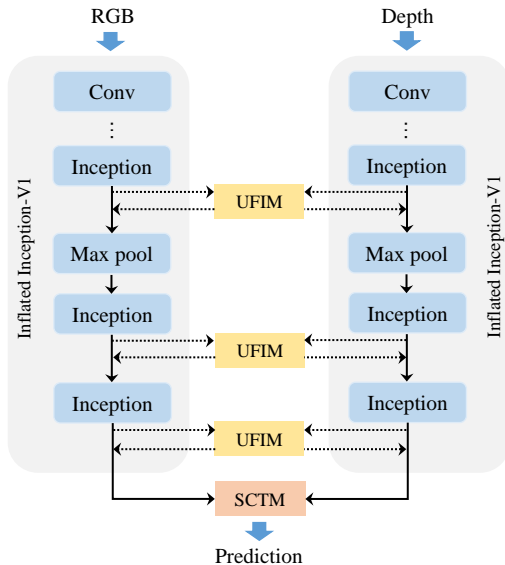 RGB
Depth
Conv
Conv
⋮
⋮
Inception
Inception
UFIM
Inflated Inception-V1
Inflated Inception-V1
Max pool
Max pool
Inception
Inception
UFIM
Inception
Inception
UFIM
SCTM
Prediction